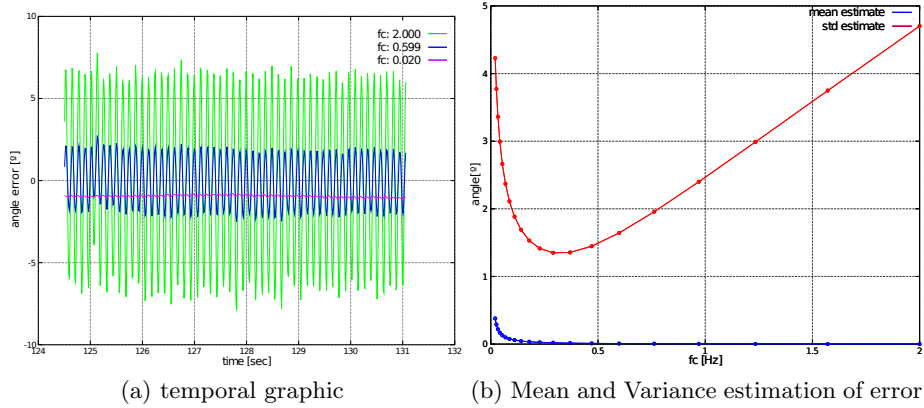 10
5
0
-5
-10
angle error [º]
124
125
126
127
128
129
130
131
132
time [sec]
fc: 2.000
fc: 0.599
fc: 0.020
(a) temporal graphic
5
4
3
2
1
0
angle[º]
0
0.5
1
1.5
2
fc [Hz]
mean estimate
std estimate
(b) Mean and Variance estimation of error